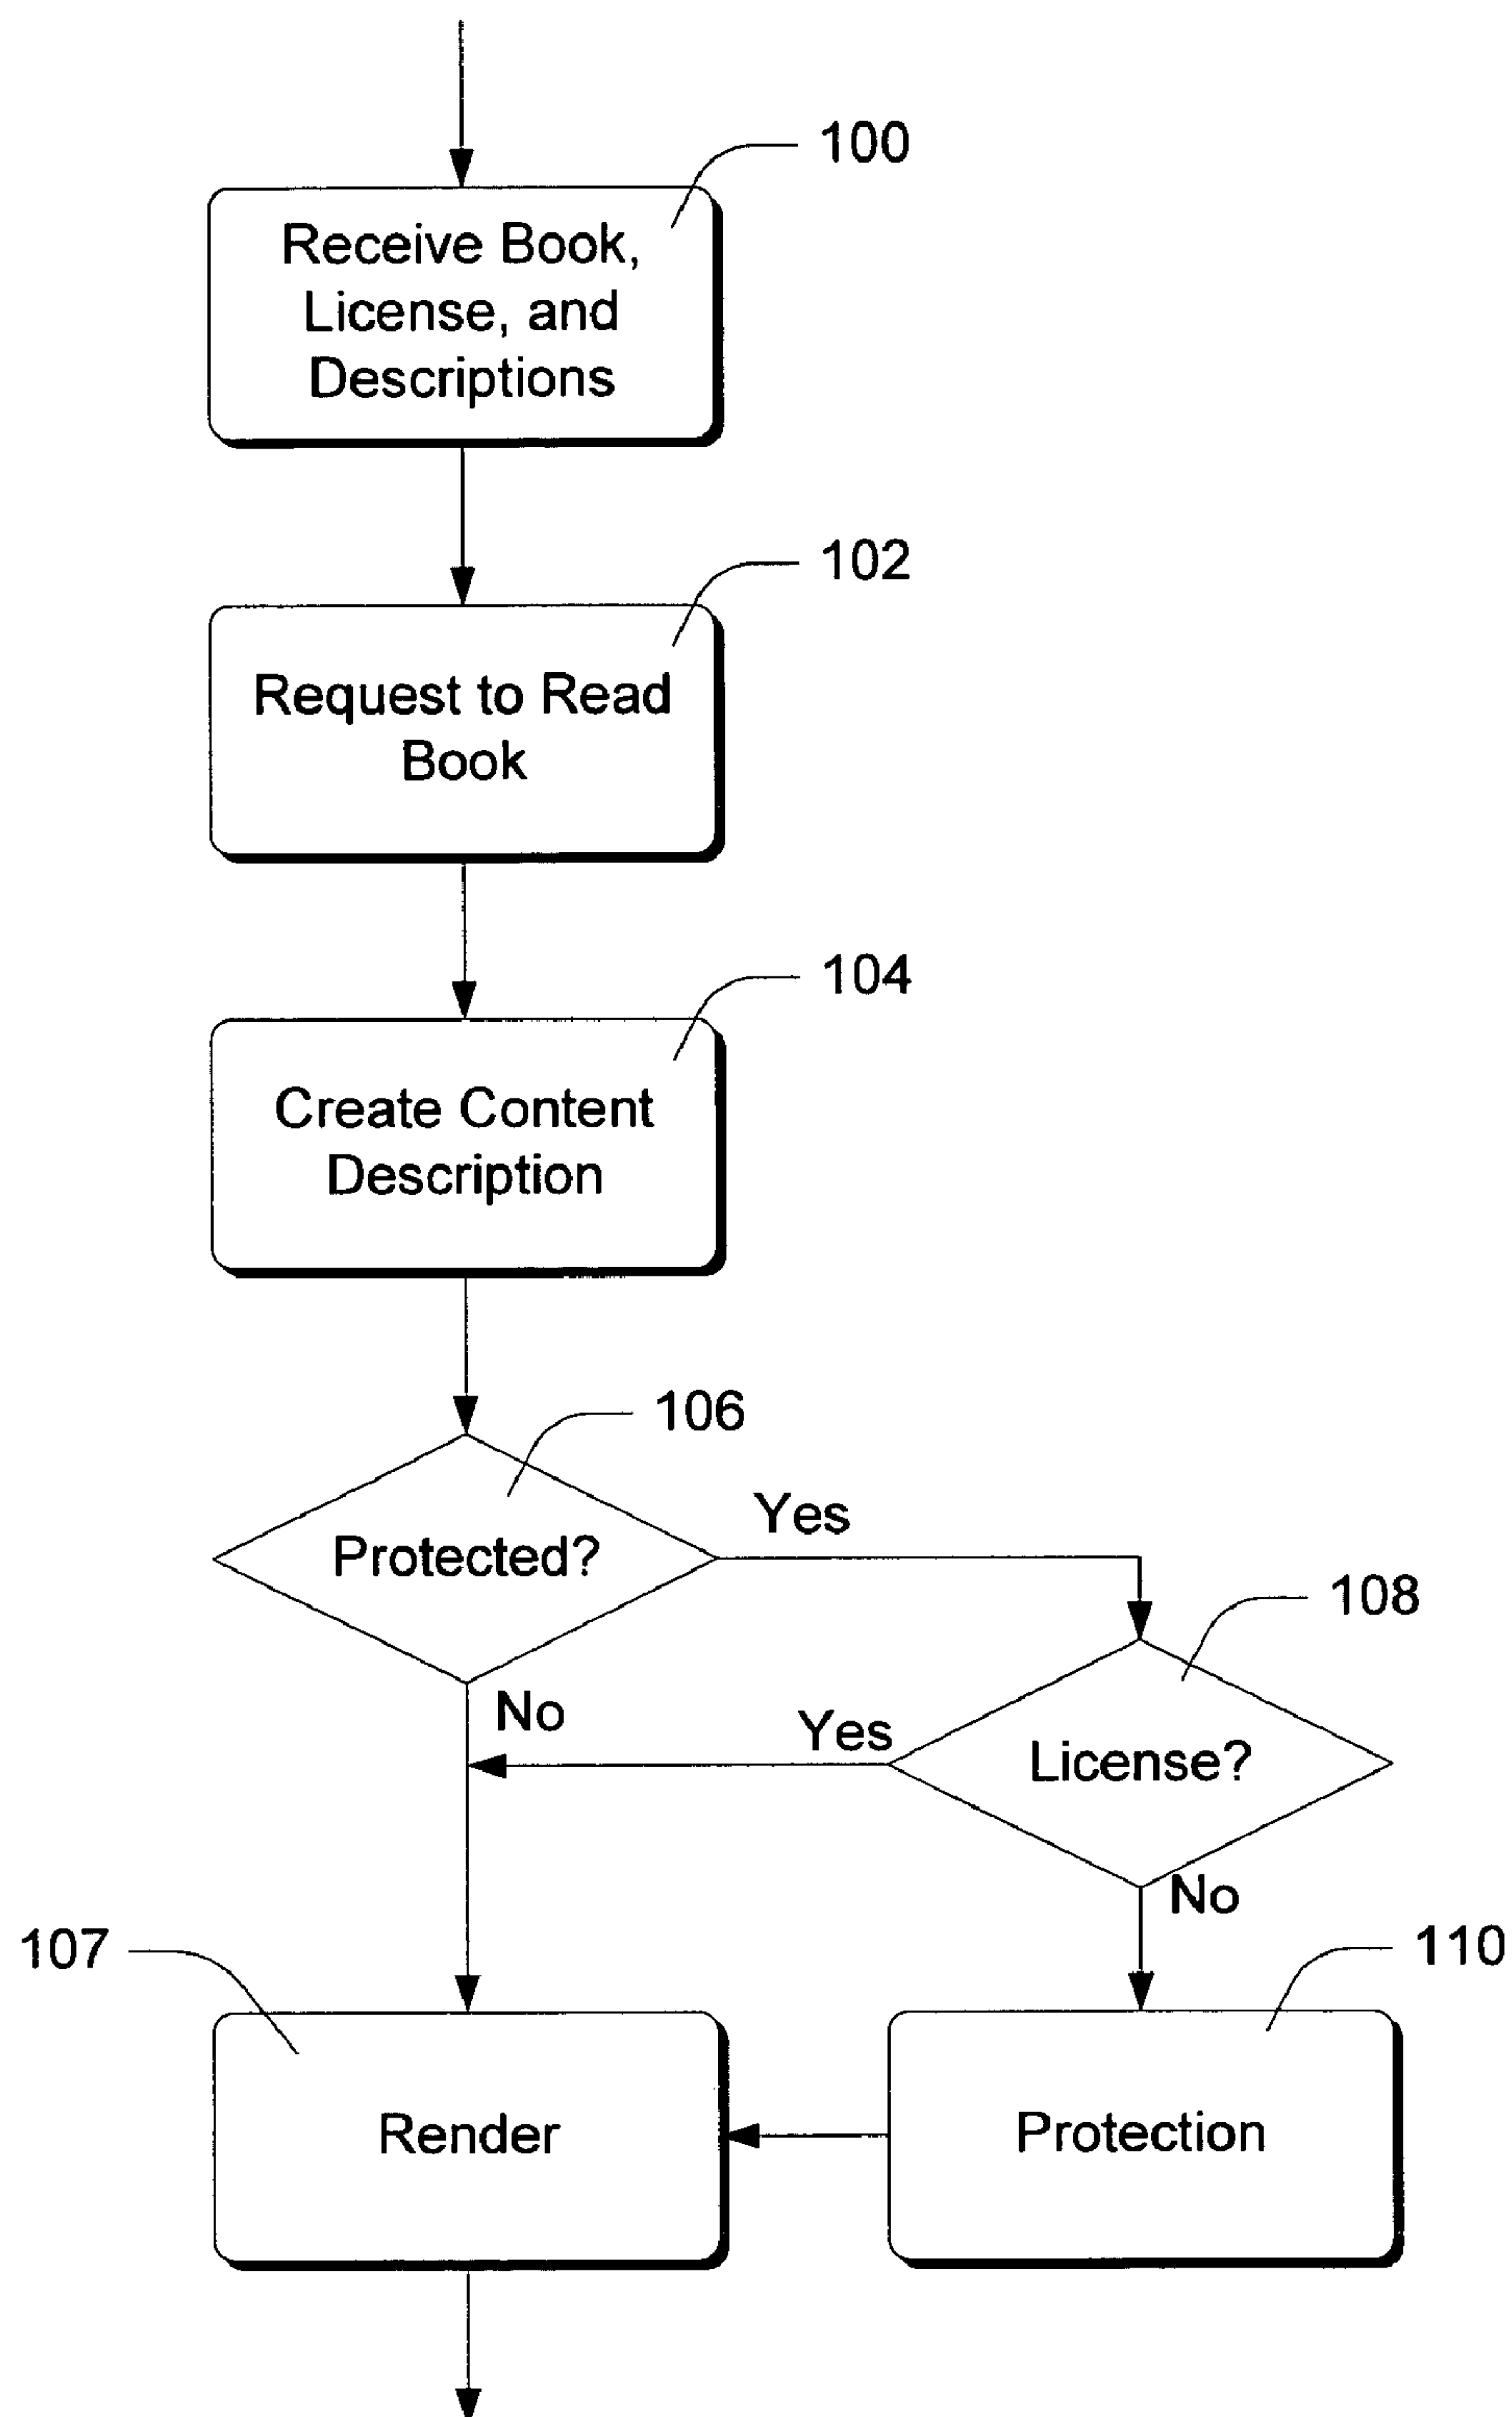 100
Receive Book,
License, and
Descriptions
102
Request to Read
Book
104
Create Content
Description
106
Protected?
Yes
108
No
Yes
License?
No
107
110
Render
Protection